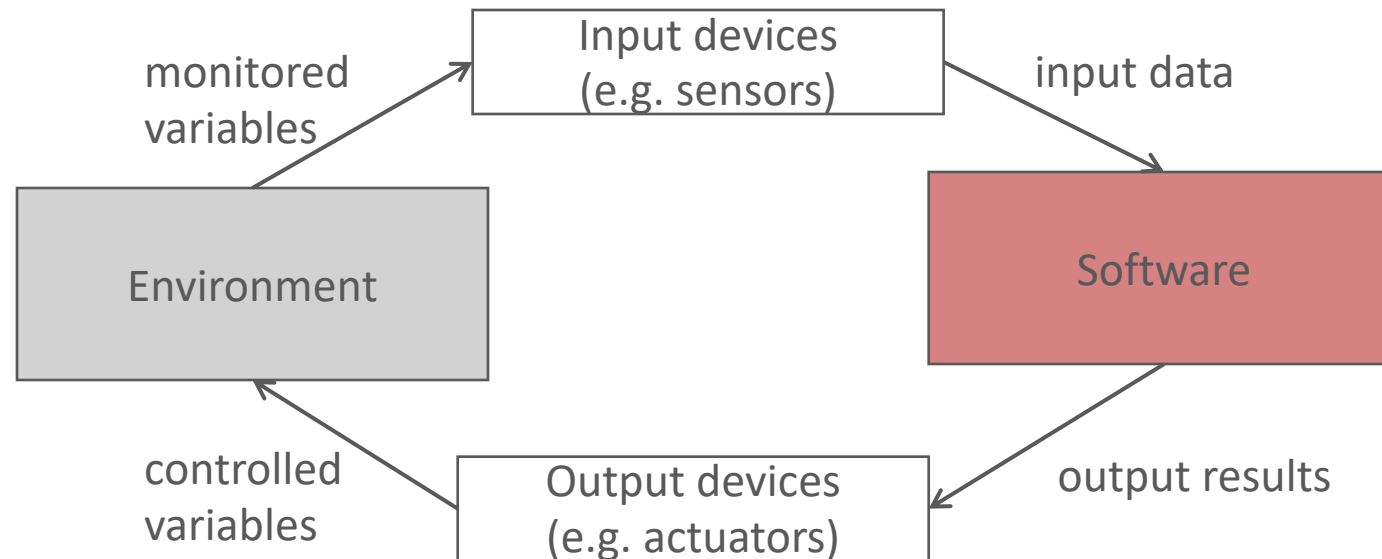 Input devices
(e.g. sensors)
monitored
variables
input data
Environment
Software
controlled
variables
Output devices
(e.g. actuators)
output results